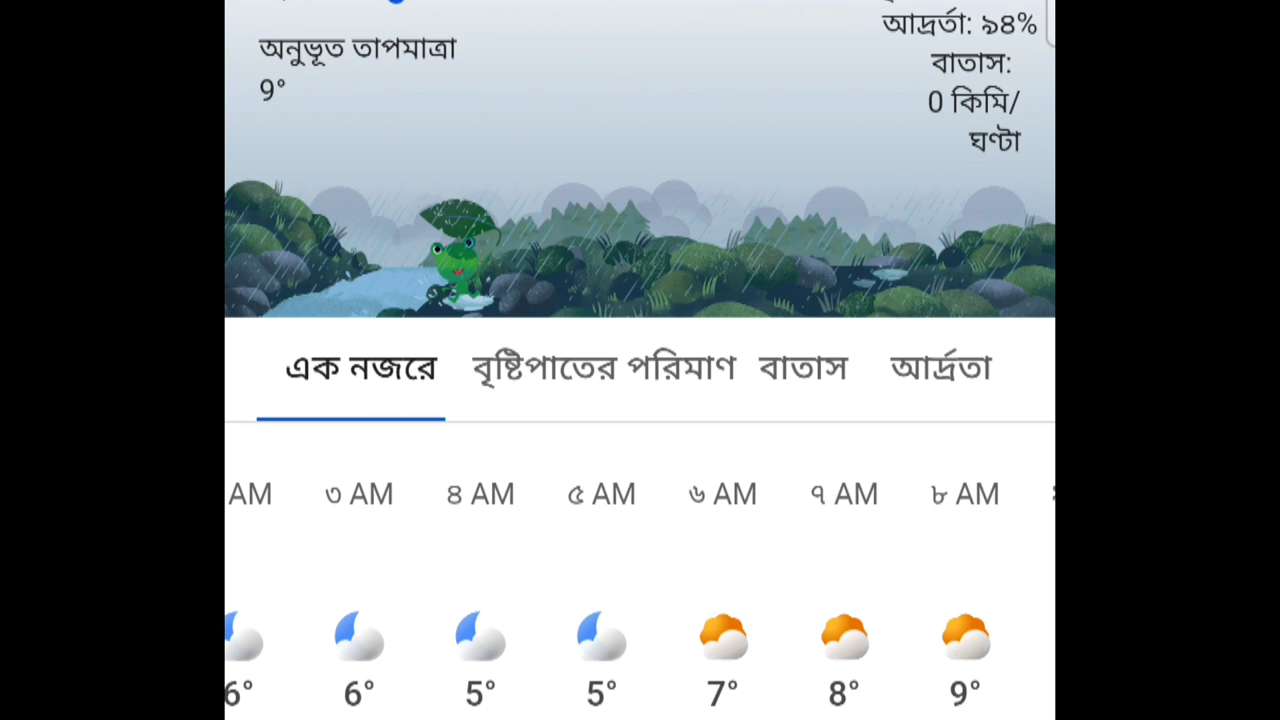 আদ্রর্তা: ৯৪%
অনুভূত তাপমাত্রা
বাতাস:
9°
0 কিমি/
ঘণ্টা
এক নজরে বৃষ্টিপাতের পরিমাণ বাতাস আর্দ্রতা
AM ৩ AM ৪ AM ৫ AM ৬ AM ৭ AM ৮ AM
6° 6° 5° 5° 7° 8° 9°